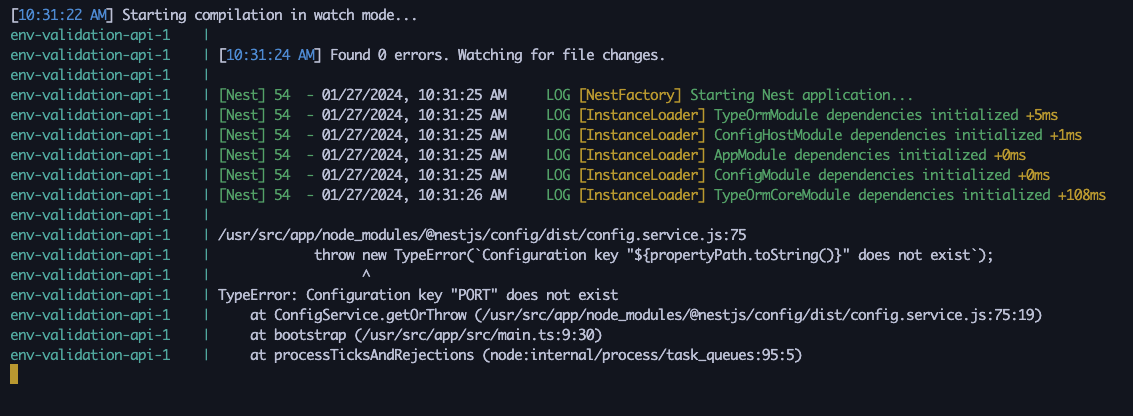 [10:31:22 AM] Starting compilation in watch mode...
env-validation-api-1    |
env-validation-api-1    | [10:31:24 AM] Found 0 errors. Watching for file changes.
env-validation-api-1    |
env-validation-api-1    | [Nest] 54  - 01/27/2024, 10:31:25 AM     LOG [NestFactory] Starting Nest application...
env-validation-api-1    | [Nest] 54  - 01/27/2024, 10:31:25 AM     LOG [InstanceLoader] TypeOrmModule dependencies initialized +5ms
env-validation-api-1    | [Nest] 54  - 01/27/2024, 10:31:25 AM     LOG [InstanceLoader] ConfigHostModule dependencies initialized +1ms
env-validation-api-1    | [Nest] 54  - 01/27/2024, 10:31:25 AM     LOG [InstanceLoader] AppModule dependencies initialized +0ms
env-validation-api-1    | [Nest] 54  - 01/27/2024, 10:31:25 AM     LOG [InstanceLoader] ConfigModule dependencies initialized +0ms
env-validation-api-1    | [Nest] 54  - 01/27/2024, 10:31:26 AM     LOG [InstanceLoader] TypeOrmCoreModule dependencies initialized +108ms
env-validation-api-1    |
env-validation-api-1    | /usr/src/app/node_modules/@nestjs/config/dist/config.service.js:75
env-validation-api-1    |             throw new TypeError(`Configuration key "${propertyPath.toString()}" does not exist`);
env-validation-api-1    |                   ^
env-validation-api-1    | TypeError: Configuration key "PORT" does not exist
env-validation-api-1    |     at ConfigService.getOrThrow (/usr/src/app/node_modules/@nestjs/config/dist/config.service.js:75:19)
env-validation-api-1    |     at bootstrap (/usr/src/app/src/main.ts:9:30)
env-validation-api-1    |     at processTicksAndRejections (node:internal/process/task_queues:95:5)